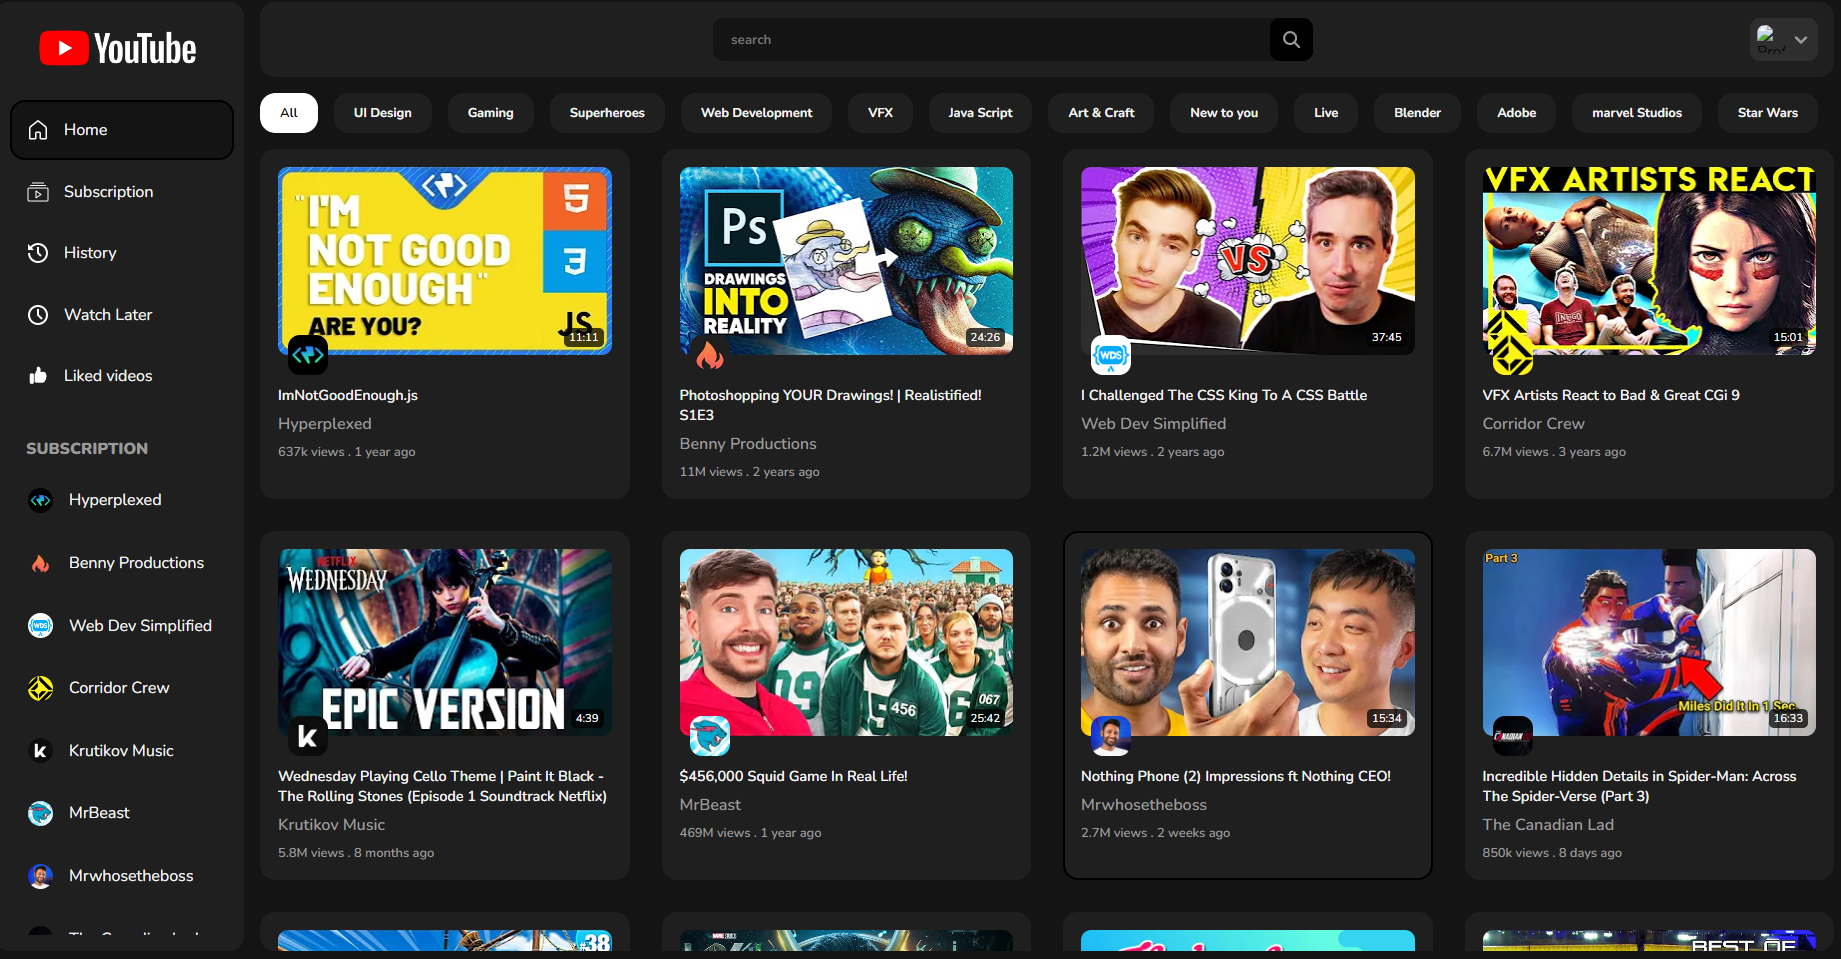 YouTube
Home
Subscription
History
Watch Later
Liked videos
SUBSCRIPTION
Hyperplexed
Benny Productions
Web Dev Simplified
Corridor Crew
Krutikov Music
MrBeast
Mrwhosetheboss
search
All
UI Design
Gaming
Superheroes
Web Development
VFX
Java Script
Art & Craft
New to you
Live
Blender
Adobe
marvel Studios
Star Wars
"I'M
NOT GOOD
ENOUGH"
ARE YOU?
5
3
JS
11:11
ImNotGoodEnough.js
Hyperplexed
637k views . 1 year ago
Ps
DRAWINGS
INTO
REALITY
24:26
Photoshopping YOUR Drawings! | Realistified!
S1E3
Benny Productions
11M views . 2 years ago
VS
37:45
WDS
I Challenged The CSS King To A CSS Battle
Web Dev Simplified
1.2M views . 2 years ago
VFX ARTISTS REACT
15:01
VFX Artists React to Bad & Great CGi 9
Corridor Crew
6.7M views . 3 years ago
NETFLIX
WEDNESDAY
EPIC VERSION
4:39
k
Wednesday Playing Cello Theme | Paint It Black -
The Rolling Stones (Episode 1 Soundtrack Netflix)
Krutikov Music
5.8M views . 8 months ago
456
067
25:42
$456,000 Squid Game In Real Life!
MrBeast
469M views . 1 year ago
15:34
Nothing Phone (2) Impressions ft Nothing CEO!
Mrwhosetheboss
2.7M views . 2 weeks ago
Part 3
Miles Did It In 1 Sec
16:33
Incredible Hidden Details in Spider-Man: Across
The Spider-Verse (Part 3)
The Canadian Lad
850k views . 8 days ago
#38
BEST OF